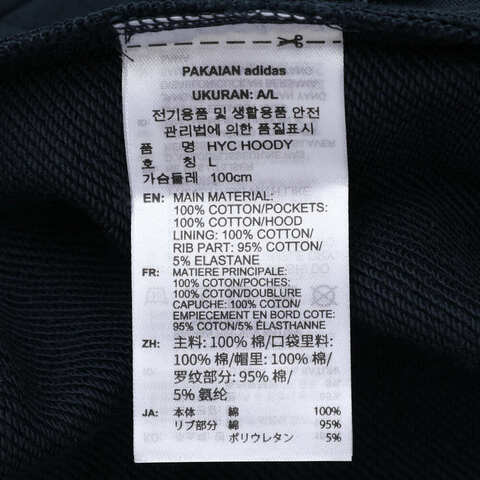 PAKAIAN adidas
UKURAN: A/L
전기용품 및 생활용품 안전
관리법에 의한 품질표시
품 명 HYC HOODY
호 칭 L
가슴둘레 100cm
EN: MAIN MATERIAL:
100% COTTON/POCKETS:
100% COTTON/HOOD
LINING: 100% COTTON/
RIB PART: 95% COTTON/
5% ELASTANE
FR: MATIERE PRINCIPALE:
100% COTON/POCHES:
100% COTON/DOUBLURE
CAPUCHE: 100% COTON/
EMPIECEMENT EN BORD COTE:
95% COTON/5% ÉLASTHANNE
ZH: 主料: 100% 棉/口袋里料:
100% 棉/帽里: 100% 棉/
罗纹部分: 95% 棉/
5% 氨纶
JA: 本体 綿 100%
リブ部分 綿 95%
ポリウレタン 5%